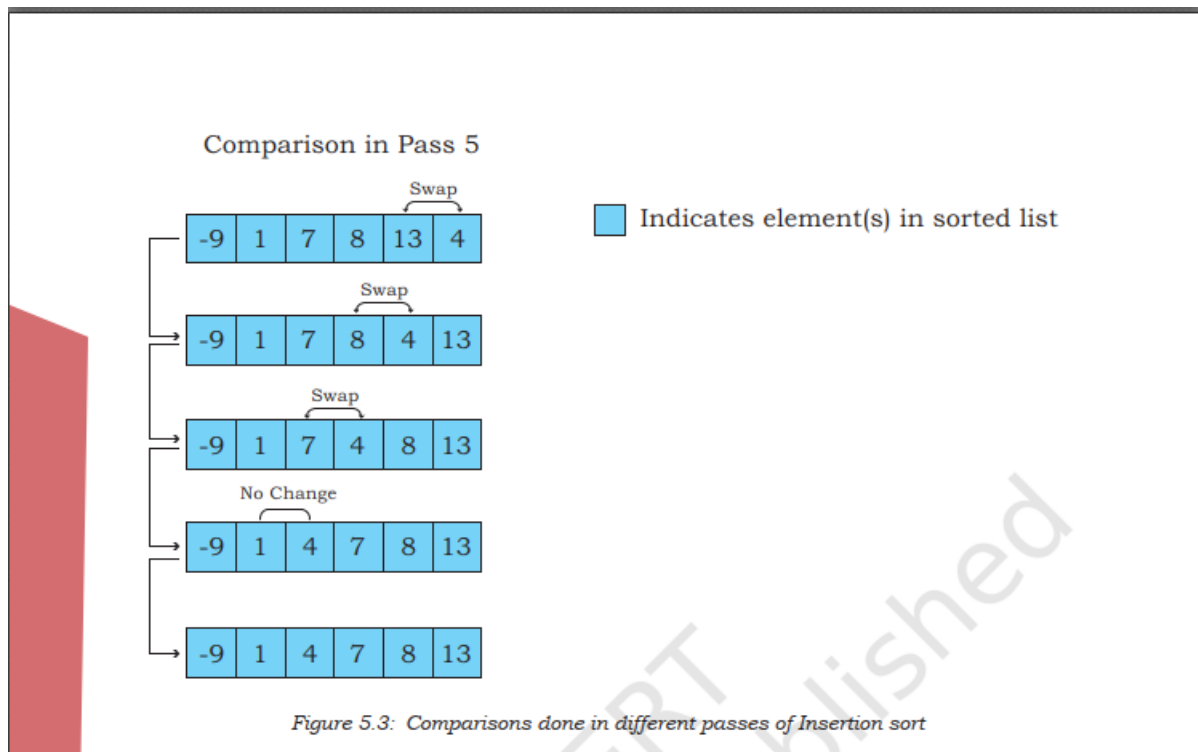 Comparison in Pass 5
Swap
-9 1 7 8 13 4
Indicates element(s) in sorted list
Swap
-9 1 7 8 4 13
Swap
-9 1 7 4 8 13
No Change
-9 1 4 7 8 13
-9 1 4 7 8 13
Figure 5.3: Comparisons done in different passes of Insertion sort